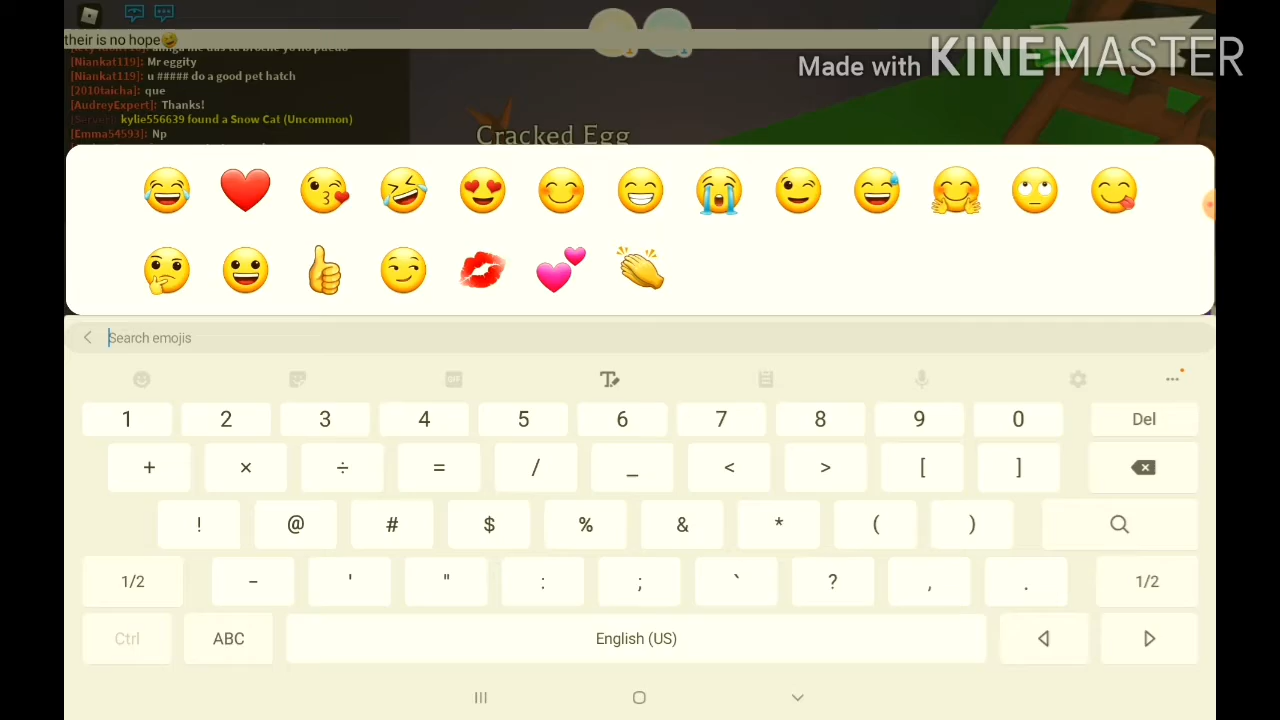 their is no hope🤣
Made with KINEMASTER
[Niankat119]: Mr eggity
[Niankat119]: u ##### do a good pet hatch
[2010taicha]: que
[AudreyExpert]: Thanks!
kylie556639 found a Snow Cat (Uncommon)
[Emma54593]: Np
Cracked Egg
Search emojis
GIF
1 2 3 4 5 6 7 8 9 0 Del
+ × ÷ = / _ < > [ ]
! @ # $ % & * ( )
1/2 - ' " : ; ` ? , . 1/2
Ctrl ABC English (US)